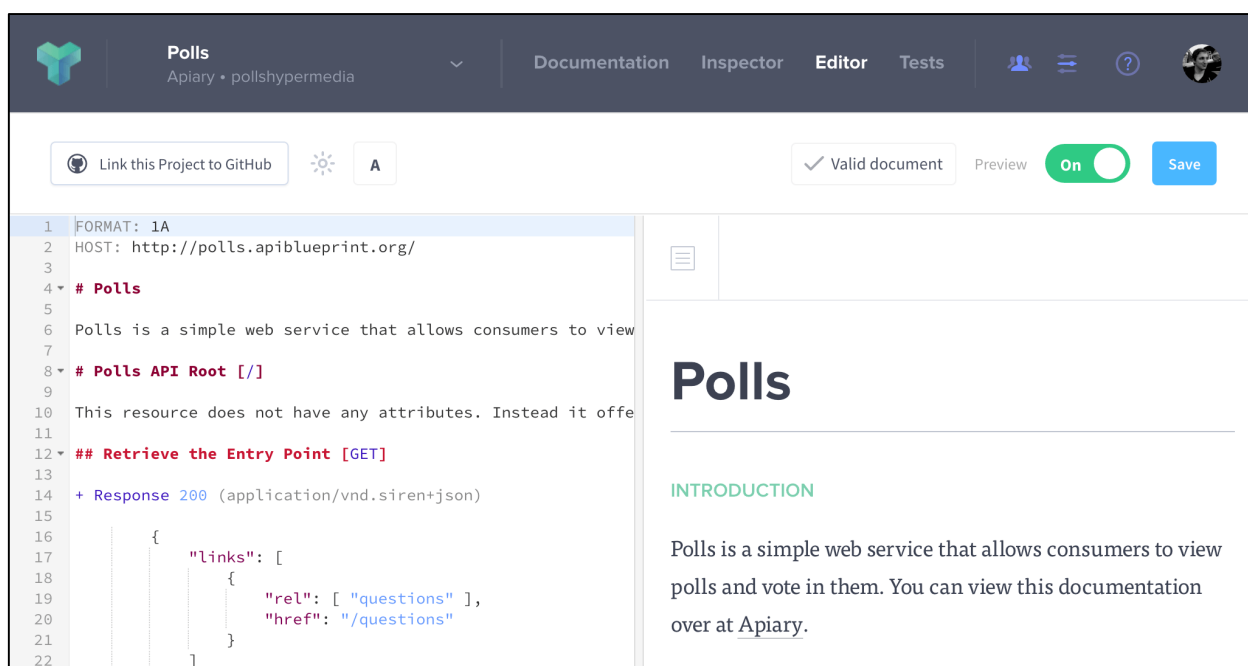 Polls
Apiary • pollshypermedia
Documentation Inspector Editor Tests
?
Link this Project to GitHub
A
Valid document
Preview
On
Save
1 FORMAT: 1A
2 HOST: http://polls.apiblueprint.org/
3
4 # Polls
5
6 Polls is a simple web service that allows consumers to view
7
8 # Polls API Root [/]
9
10 This resource does not have any attributes. Instead it offe
11
12 ## Retrieve the Entry Point [GET]
13
14 + Response 200 (application/vnd.siren+json)
15
16 {
17 "links": [
18 {
19 "rel": [ "questions" ],
20 "href": "/questions"
21 }
22 ]
Polls
INTRODUCTION
Polls is a simple web service that allows consumers to view
polls and vote in them. You can view this documentation
over at Apiary.